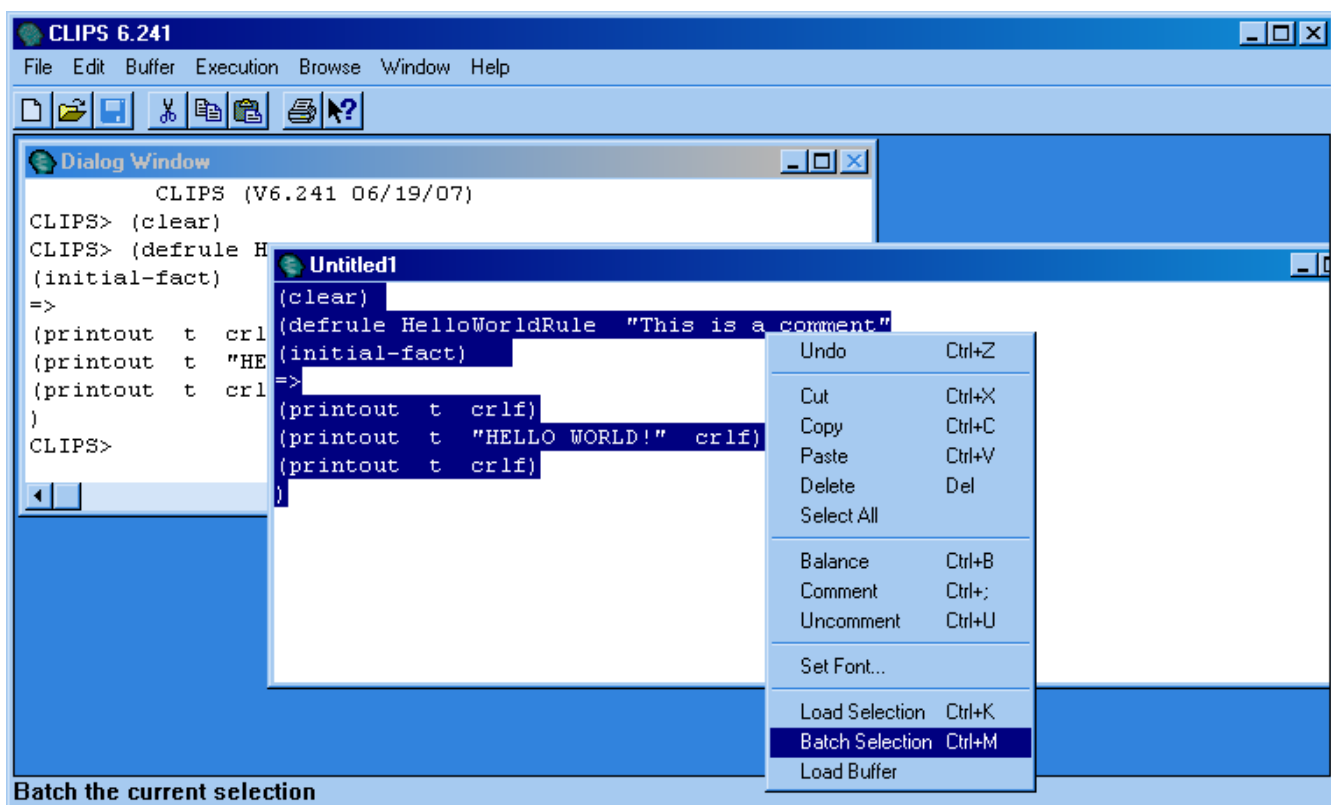 CLIPS 6.241
File Edit Buffer Execution Browse Window Help
Dialog Window
CLIPS (V6.241 06/19/07)
CLIPS> (clear)
CLIPS> (defrule H
(initial-fact)
=>
(printout t crl
(printout t "HE
(printout t crl
)
CLIPS>
Untitled1
(clear)
(defrule HelloWorldRule "This is a comment"
(initial-fact)
=>
(printout t crlf)
(printout t "HELLO WORLD!" crlf)
(printout t crlf)
)
Undo Ctrl+Z
Cut Ctrl+X
Copy Ctrl+C
Paste Ctrl+V
Delete Del
Select All
Balance Ctrl+B
Comment Ctrl+;
Uncomment Ctrl+U
Set Font...
Load Selection Ctrl+K
Batch Selection Ctrl+M
Load Buffer
Batch the current selection